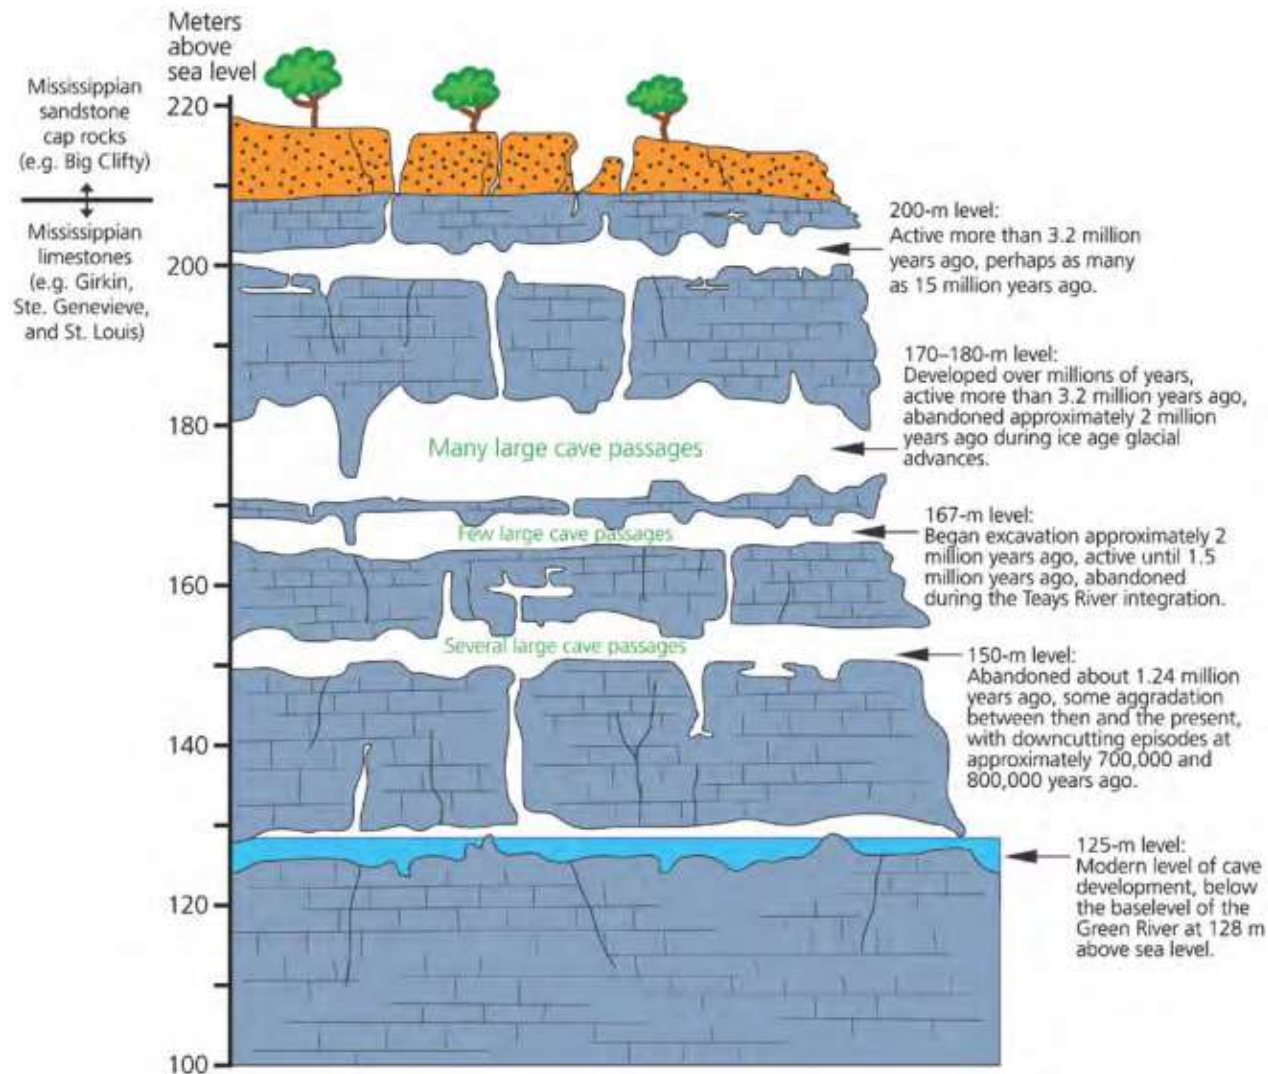 Meters
above
sea level
Mississippian
sandstone
cap rocks
(e.g. Big Clifty)
Mississippian
limestones
(e.g. Girkin,
Ste. Genevieve,
and St. Louis)
220
200
180
160
140
120
100
200-m level:
Active more than 3.2 million
years ago, perhaps as many
as 15 million years ago.
170–180-m level:
Developed over millions of years,
active more than 3.2 million years ago,
abandoned approximately 2 million
years ago during ice age glacial
advances.
Many large cave passages
167-m level:
Began excavation approximately 2
million years ago, active until 1.5
million years ago, abandoned
during the Teays River integration.
Few large cave passages
150-m level:
Abandoned about 1.24 million
years ago, some aggradation
between then and the present,
with downcutting episodes at
approximately 700,000 and
800,000 years ago.
Several large cave passages
125-m level:
Modern level of cave
development, below
the baselevel of the
Green River at 128 m
above sea level.